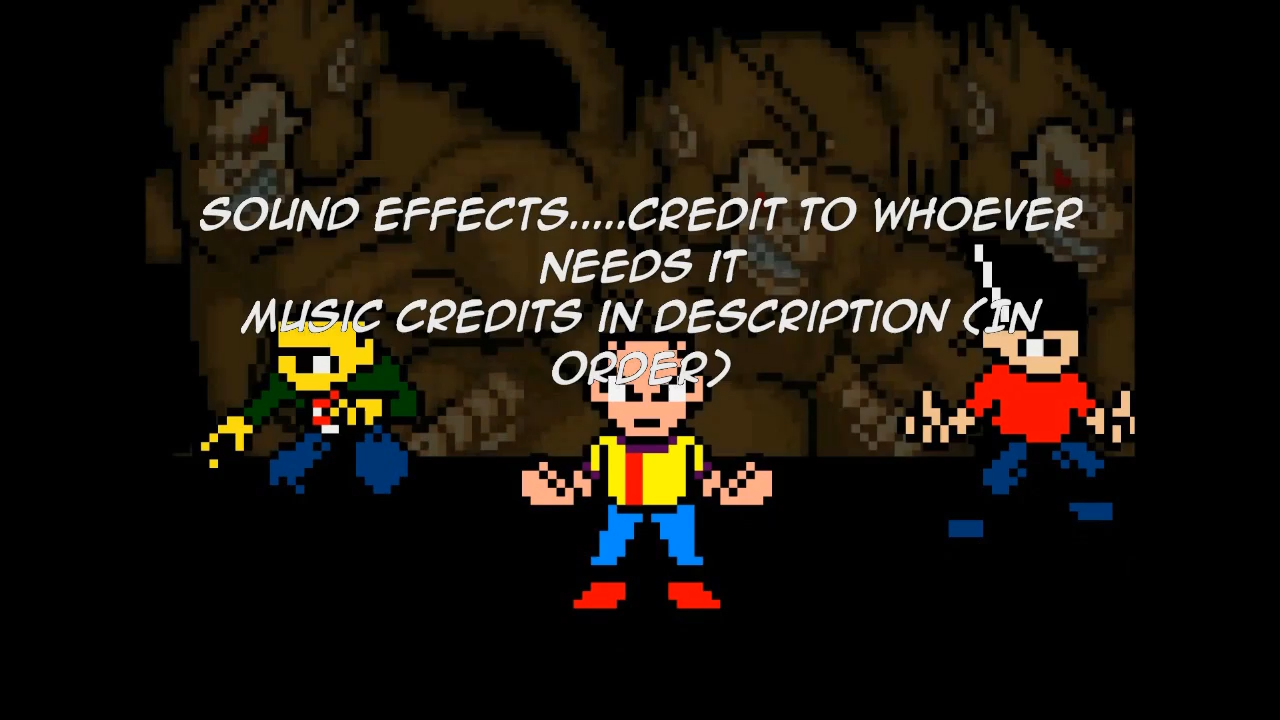 SOUND EFFECTS.....CREDIT TO WHOEVER
NEEDS IT
MUSIC CREDITS IN DESCRIPTION (IN
ORDER)